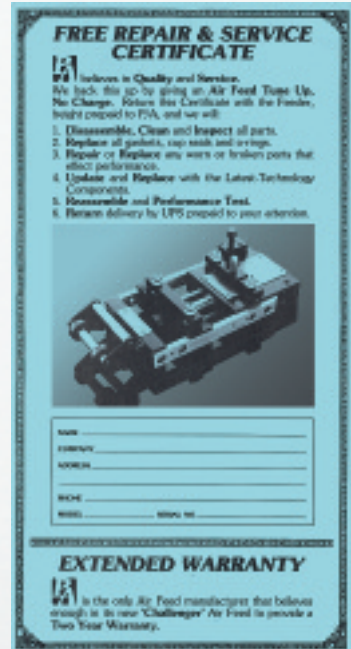 FREE REPAIR & SERVICE
CERTIFICATE
believes in Quality and Service.
We back this up by giving an Air Feed Tune Up,
No Charge. Return this Certificate with the Feeder,
freight prepaid to P/A, and we will:
1. Disassemble, Clean and Inspect all parts.
2. Replace all gaskets, cup seals and o-rings.
3. Repair or Replace any worn or broken parts that
effect performance.
4. Update and Replace with the Latest-Technology
Components.
5. Reassemble and Performance Test.
6. Return delivery by UPS prepaid to your attention.
NAME
COMPANY
ADDRESS
PHONE
MODEL SERIAL NO.
EXTENDED WARRANTY
is the only Air Feed manufacturer that believes
enough in its new "Challenger" Air Feed to provide a
Two Year Warranty.